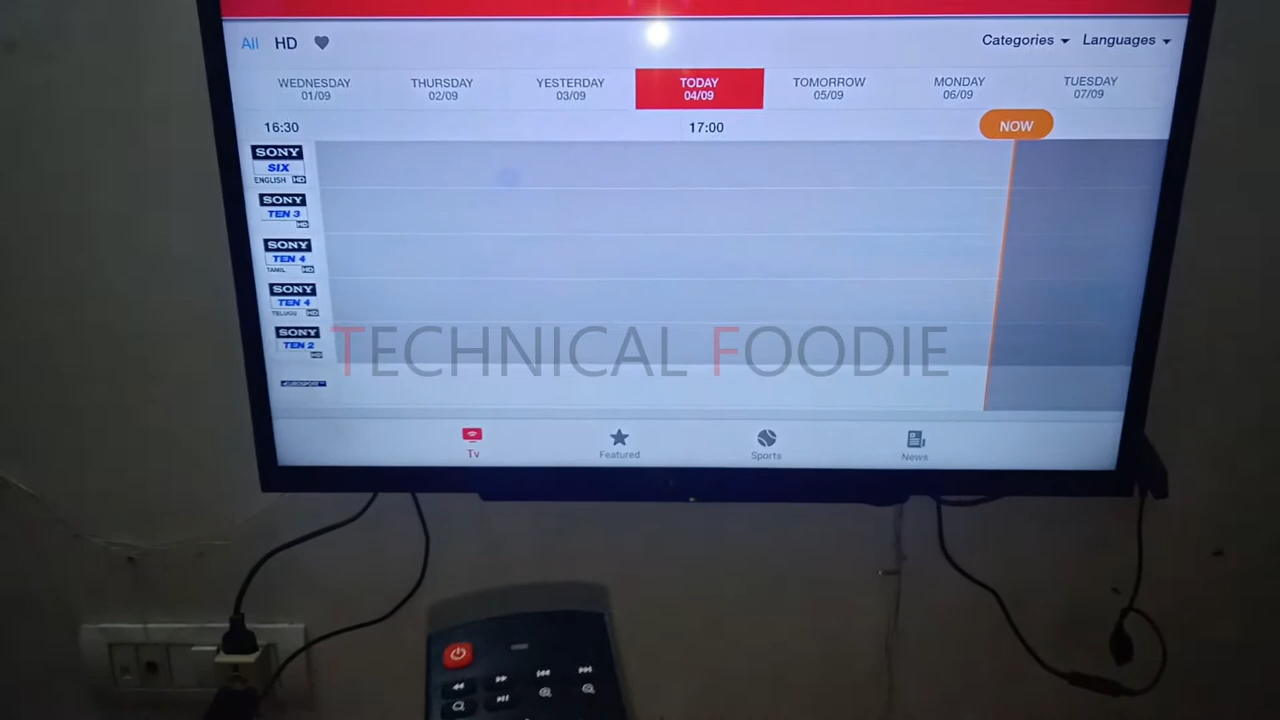 All HD Categories Languages
WEDNESDAY THURSDAY YESTERDAY TODAY TOMORROW MONDAY TUESDAY
01/09 02/09 03/09 04/09 05/09 06/09 07/09
16:30 17:00 NOW
SONY
SIX
ENGLISH HD
SONY
TEN 3
HD
SONY
TEN 4
TAMIL HD
SONY
TEN 4
TELUGU HD
SONY
TEN 2
HD
TECHNICAL FOODIE
EUROSPORT
Tv Featured Sports News